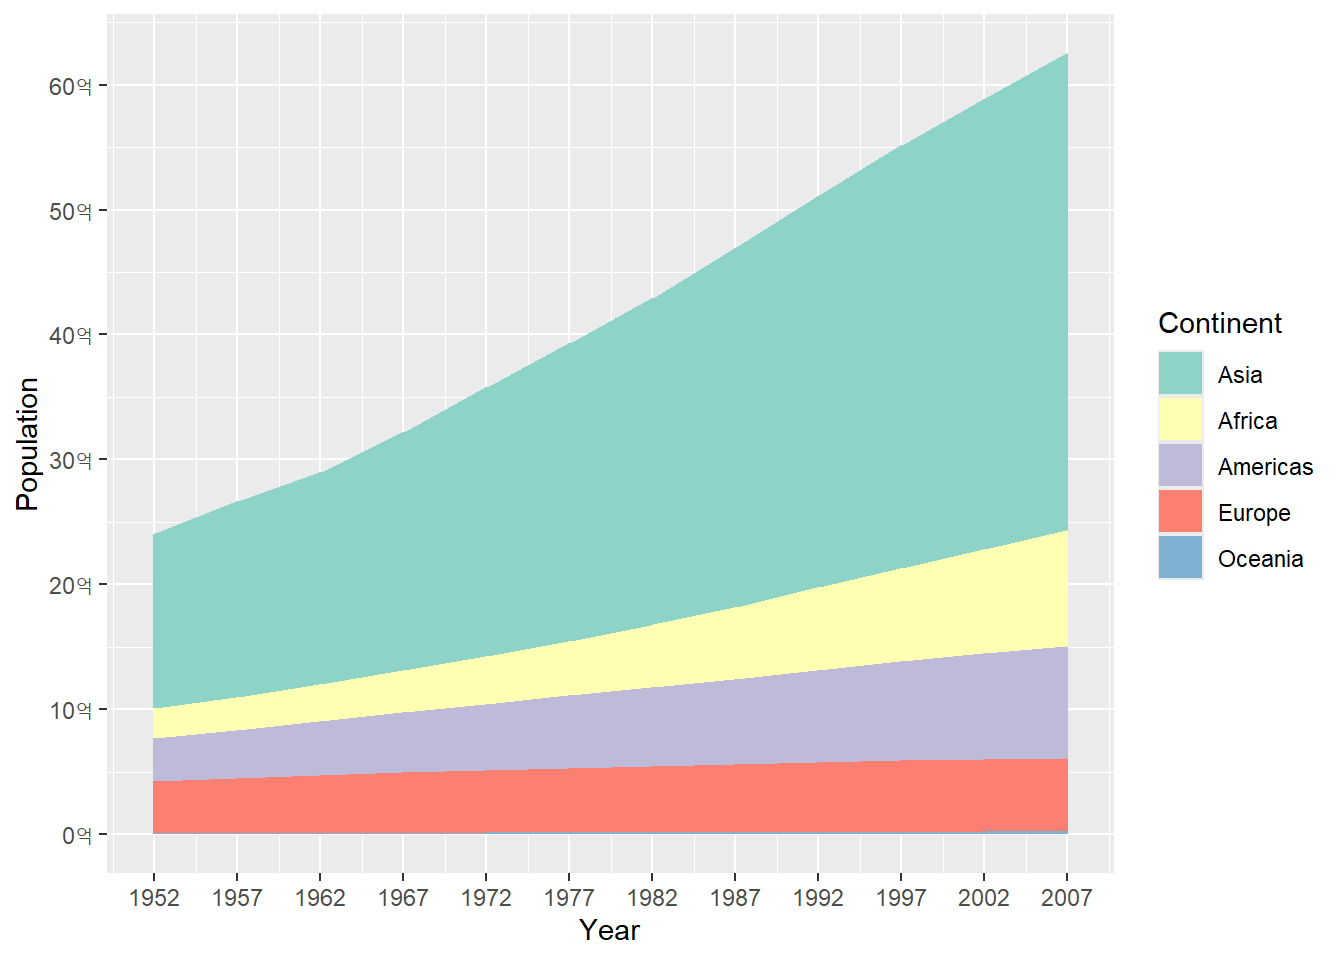 60억
50억
40억
30억
20억
10억
0억
Population
1952 1957 1962 1967 1972 1977 1982 1987 1992 1997 2002 2007
Year
Continent
Asia
Africa
Americas
Europe
Oceania